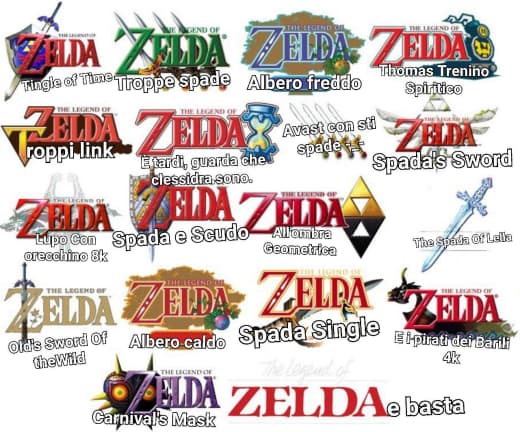 THE LEGEND OF
ZELDA
Tingle of Time
THE LEGEND OF
ZELDA
Troppe spade
THE LEGEND OF
ZELDA
Albero freddo
THE LEGEND OF
ZELDA
Thomas Trenino
Spiritico
THE LEGEND OF
ZELDA
Troppi link
THE LEGEND OF
ZELDA
E tardi, guarda che
clessidra,sono.
Avast con sti
spade -.-
THE LEGEND OF
ZELDA
Spada's Sword
THE LEGEND OF
ZELDA
Lupo Con
orecchino 8k
ZELDA
Spada e Scudo
THE LEGEND OF
ZELDA
All'ombra
Geometrica
The Spada Of Lella
THE LEGEND OF
ZELDA
Old's Sword Of
theWild
THE LEGEND OF
ZELDA
Albero caldo
THE LEGEND OF
ZELDA
Spada Single
THE LEGEND OF
ZELDA
E i pirati dei Barili
4k
THE LEGEND OF
ZELDA
Carnival's Mask
The Legend of
ZELDA e basta